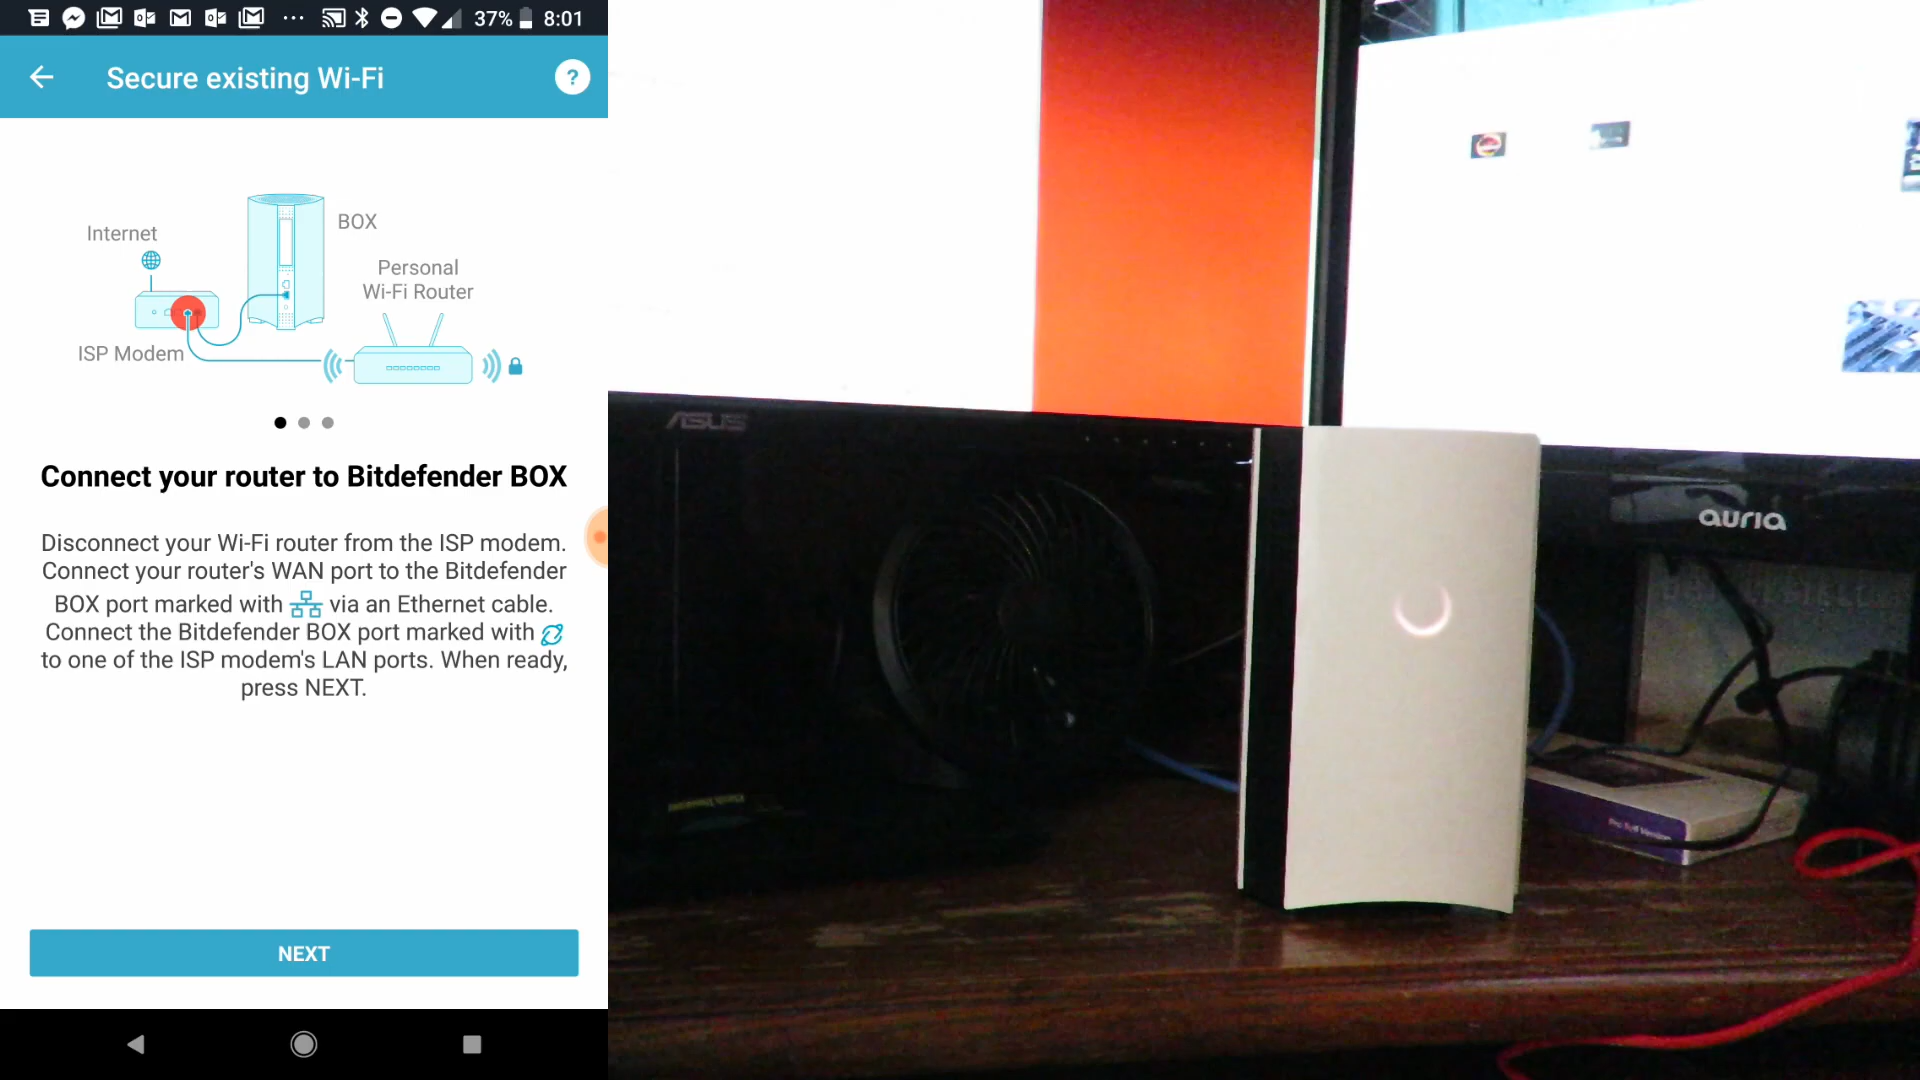 37% 8:01
Secure existing Wi-Fi
?
Internet
BOX
Personal
Wi-Fi Router
ISP Modem
Connect your router to Bitdefender BOX
Disconnect your Wi-Fi router from the ISP modem.
Connect your router's WAN port to the Bitdefender
BOX port marked with via an Ethernet cable.
Connect the Bitdefender BOX port marked with
to one of the ISP modem's LAN ports. When ready,
press NEXT.
NEXT
ASUS
auria